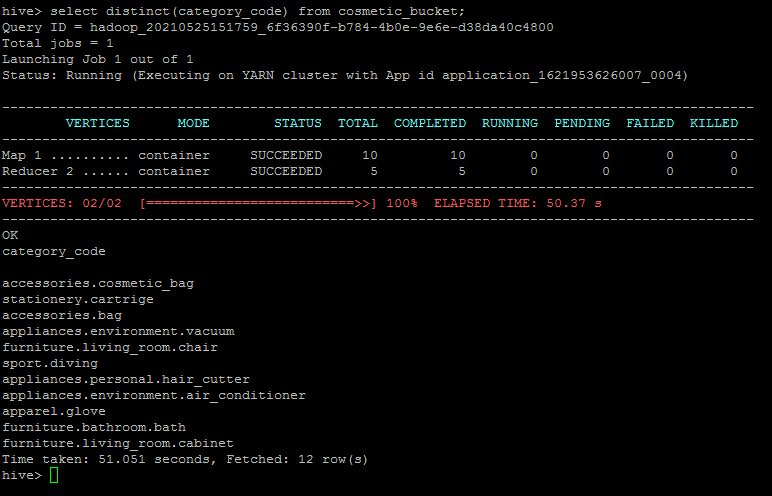 hive> select distinct(category_code) from cosmetic_bucket;
Query ID = hadoop_20210525151759_6f36390f-b784-4b0e-9e6e-d38da40c4800
Total jobs = 1
Launching Job 1 out of 1
Status: Running (Executing on YARN cluster with App id application_1621953626007_0004)
----------------------------------------------------------------------------------------------
VERTICES MODE STATUS TOTAL COMPLETED RUNNING PENDING FAILED KILLED
----------------------------------------------------------------------------------------------
Map 1 .......... container SUCCEEDED 10 10 0 0 0 0
Reducer 2 ...... container SUCCEEDED 5 5 0 0 0 0
----------------------------------------------------------------------------------------------
VERTICES: 02/02 [==========================>>] 100% ELAPSED TIME: 50.37 s
----------------------------------------------------------------------------------------------
OK
category_code
accessories.cosmetic_bag
stationery.cartrige
accessories.bag
appliances.environment.vacuum
furniture.living_room.chair
sport.diving
appliances.personal.hair_cutter
appliances.environment.air_conditioner
apparel.glove
furniture.bathroom.bath
furniture.living_room.cabinet
Time taken: 51.051 seconds, Fetched: 12 row(s)
hive>